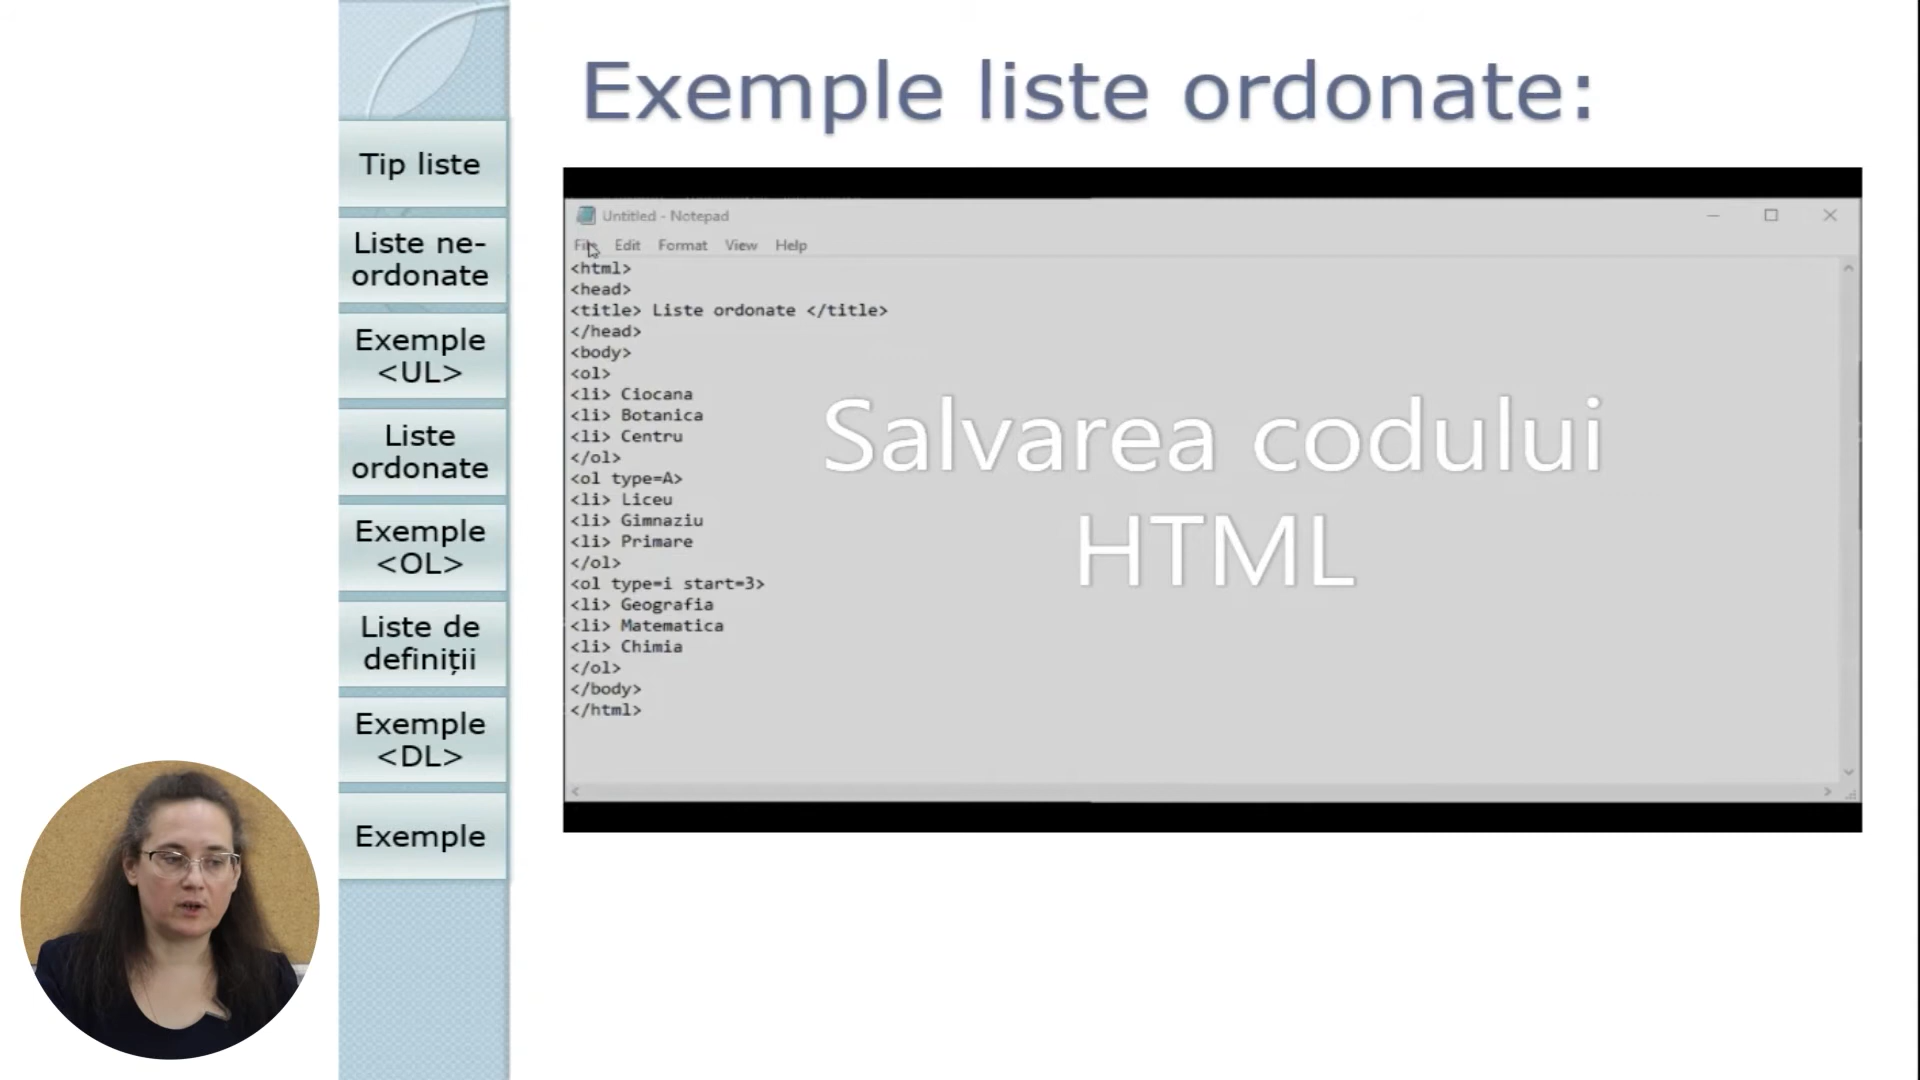 Exemple liste ordonate:
Tip liste
Liste ne-
ordonate
Exemple
<UL>
Liste
ordonate
Exemple
<OL>
Liste de
definiții
Exemple
<DL>
Exemple
Untitled - Notepad
File Edit Format View Help
<html>
<head>
<title> Liste ordonate </title>
</head>
<body>
<ol>
<li> Ciocana
<li> Botanica
<li> Centru
</ol>
<ol type=A>
<li> Liceu
<li> Gimnaziu
<li> Primare
</ol>
<ol type=i start=3>
<li> Geografia
<li> Matematica
<li> Chimia
</ol>
</body>
</html>
Salvarea codului
HTML